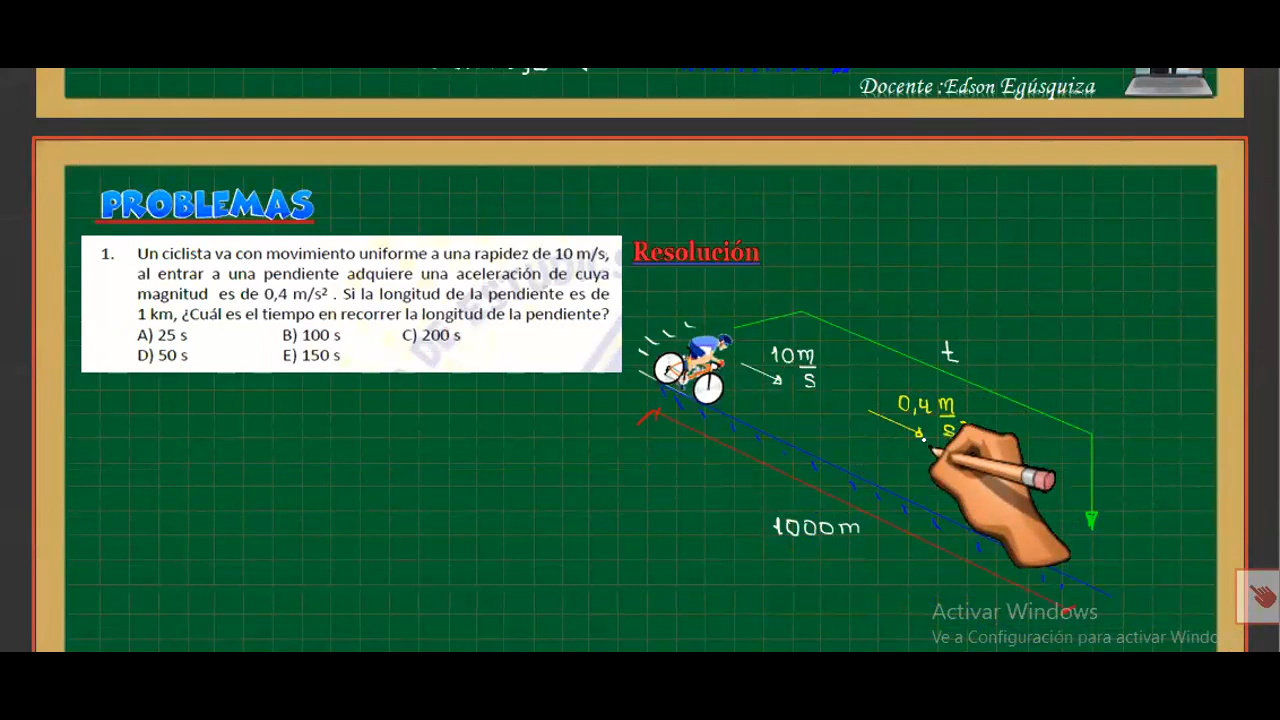 Docente :Edson Egúsquiza
PROBLEMAS
1. Un ciclista va con movimiento uniforme a una rapidez de 10 m/s,
al entrar a una pendiente adquiere una aceleración de cuya
magnitud es de 0,4 m/s² . Si la longitud de la pendiente es de
1 km, ¿Cuál es el tiempo en recorrer la longitud de la pendiente?
A) 25 s B) 100 s C) 200 s
D) 50 s E) 150 s
Resolución
10 m/s
t
0,4 m/s
1000m
Activar Windows
Ve a Configuración para activar Windo